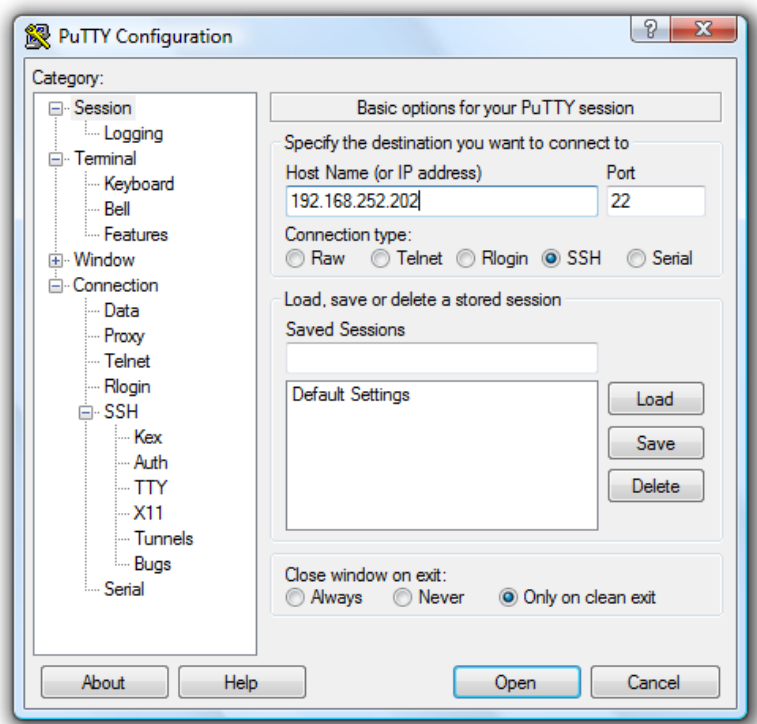 PuTTY Configuration
Category:
Session
Logging
Terminal
Keyboard
Bell
Features
Window
Connection
Data
Proxy
Telnet
Rlogin
SSH
Kex
Auth
TTY
X11
Tunnels
Bugs
Serial
Basic options for your PuTTY session
Specify the destination you want to connect to
Host Name (or IP address) Port
192.168.252.202 22
Connection type:
Raw Telnet Rlogin SSH Serial
Load, save or delete a stored session
Saved Sessions
Default Settings
Load
Save
Delete
Close window on exit:
Always Never Only on clean exit
About Help Open Cancel